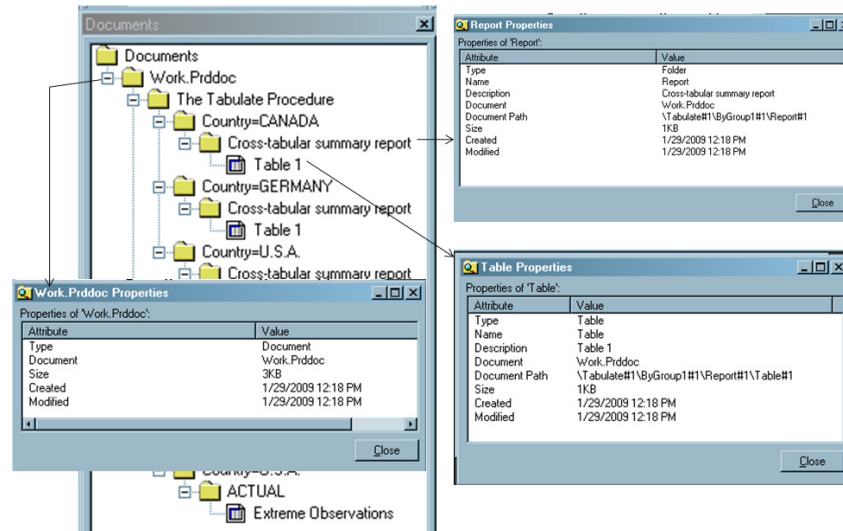 Documents
Documents
Work.Prddoc
The Tabulate Procedure
Country=CANADA
Cross-tabular summary report
Table 1
Country=GERMANY
Cross-tabular summary report
Table 1
Country=U.S.A.
Cross-tabular summary report
Report Properties
Properties of 'Report':
Attribute Value
Type Folder
Name Report
Description Cross-tabular summary report
Document Work.Prddoc
Document Path \Tabulate#1\ByGroup1#1\Report#1
Size 1KB
Created 1/29/2009 12:18 PM
Modified 1/29/2009 12:18 PM
Close
Work.Prddoc Properties
Properties of 'Work.Prddoc':
Attribute Value
Type Document
Document Work.Prddoc
Size 3KB
Created 1/29/2009 12:18 PM
Modified 1/29/2009 12:18 PM
Close
Table Properties
Properties of 'Table':
Attribute Value
Type Table
Name Table
Description Table 1
Document Work.Prddoc
Document Path \Tabulate#1\ByGroup1#1\Report#1\Table#1
Size 1KB
Created 1/29/2009 12:18 PM
Modified 1/29/2009 12:18 PM
Close
Country=U.S.A.
ACTUAL
Extreme Observations